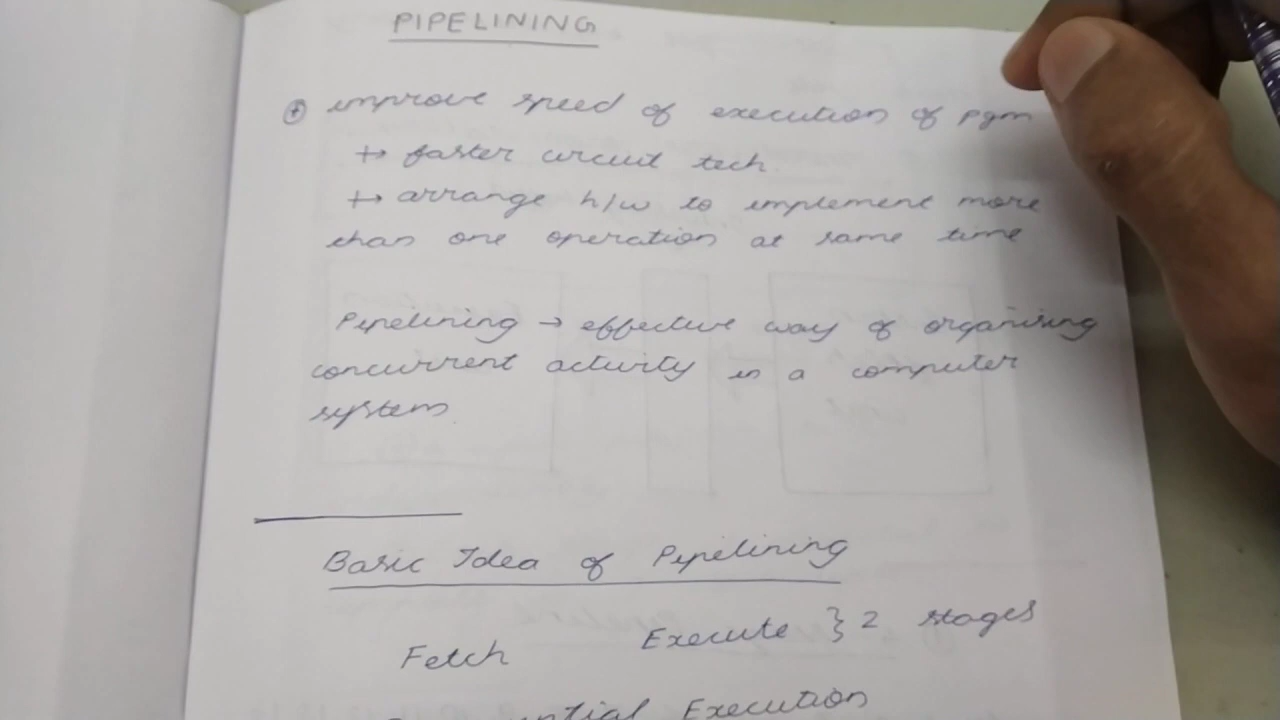 PIPELINING
improve speed of execution of pgm
↦ faster circuit tech.
↦ arrange h/w to implement more
than one operation at same time
Pipelining → effective way of organising
concurrent activity in a computer
system
Basic Idea of Pipelining
Fetch Execute } 2 stages
Execution